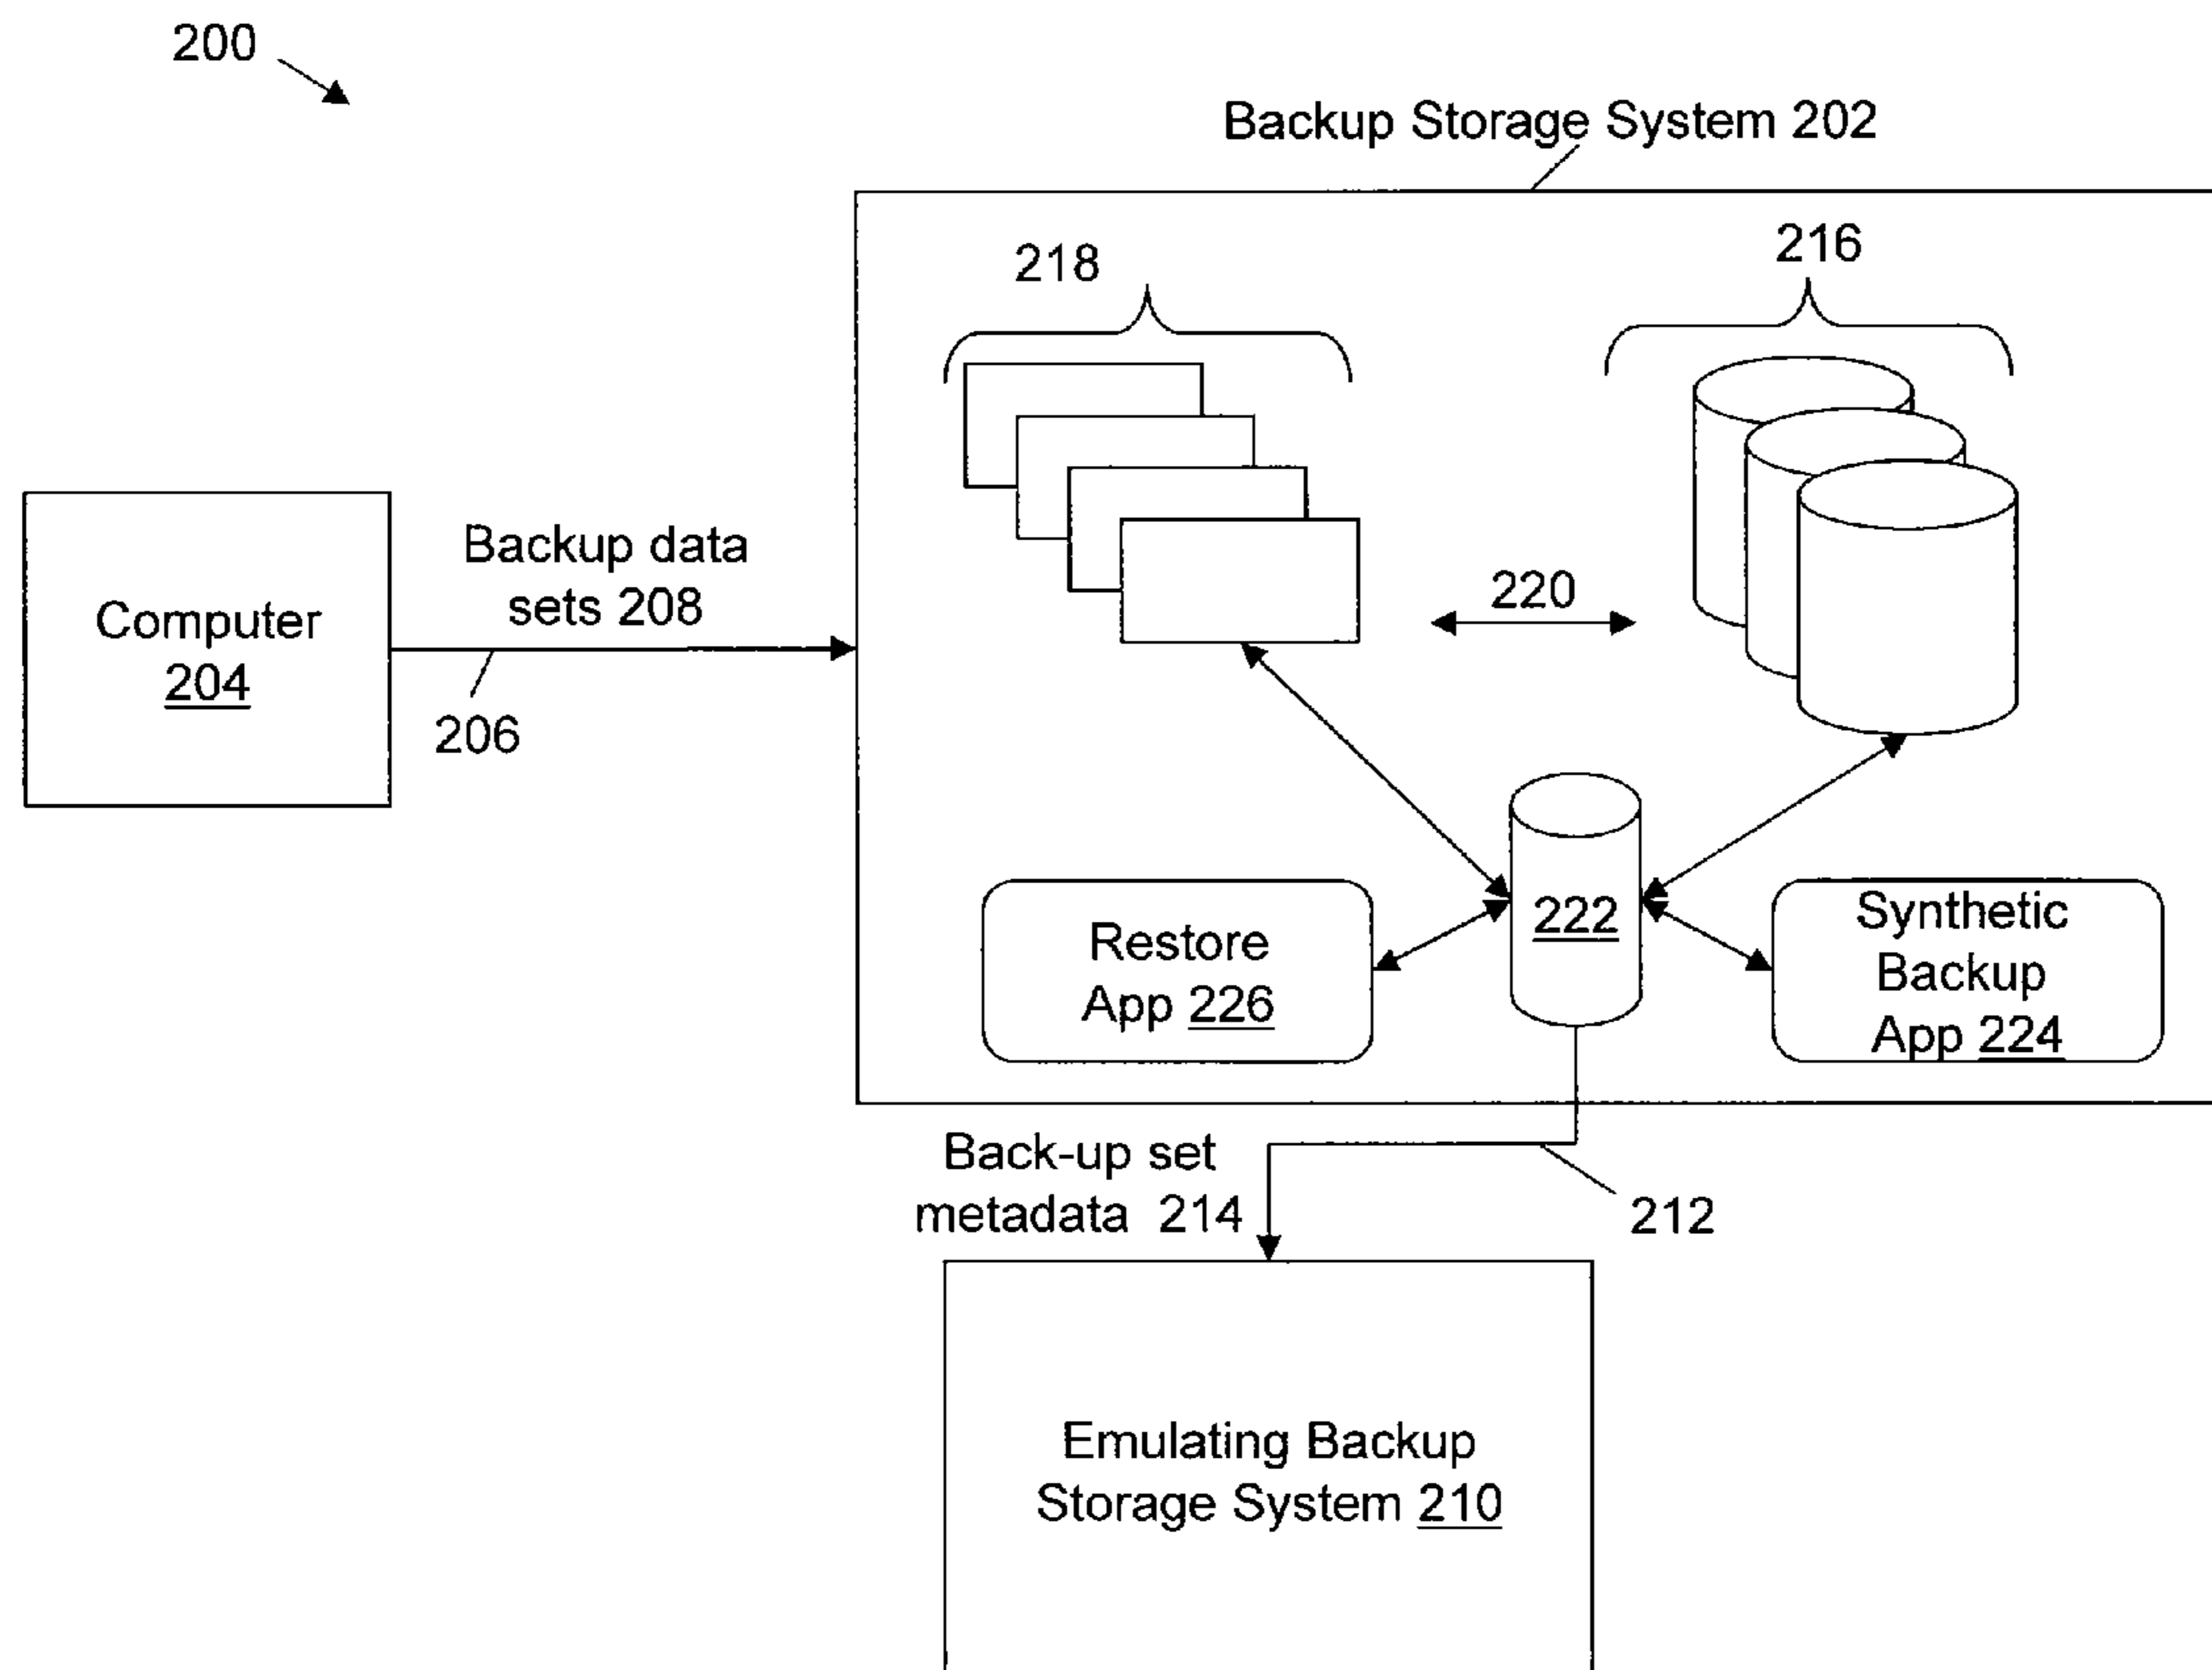 200
Backup Storage System 202
218
216
Backup data
sets 208
220
Computer
204
206
222
Restore
App 226
Synthetic
Backup
App 224
Back-up set
metadata 214
212
Emulating Backup
Storage System 210